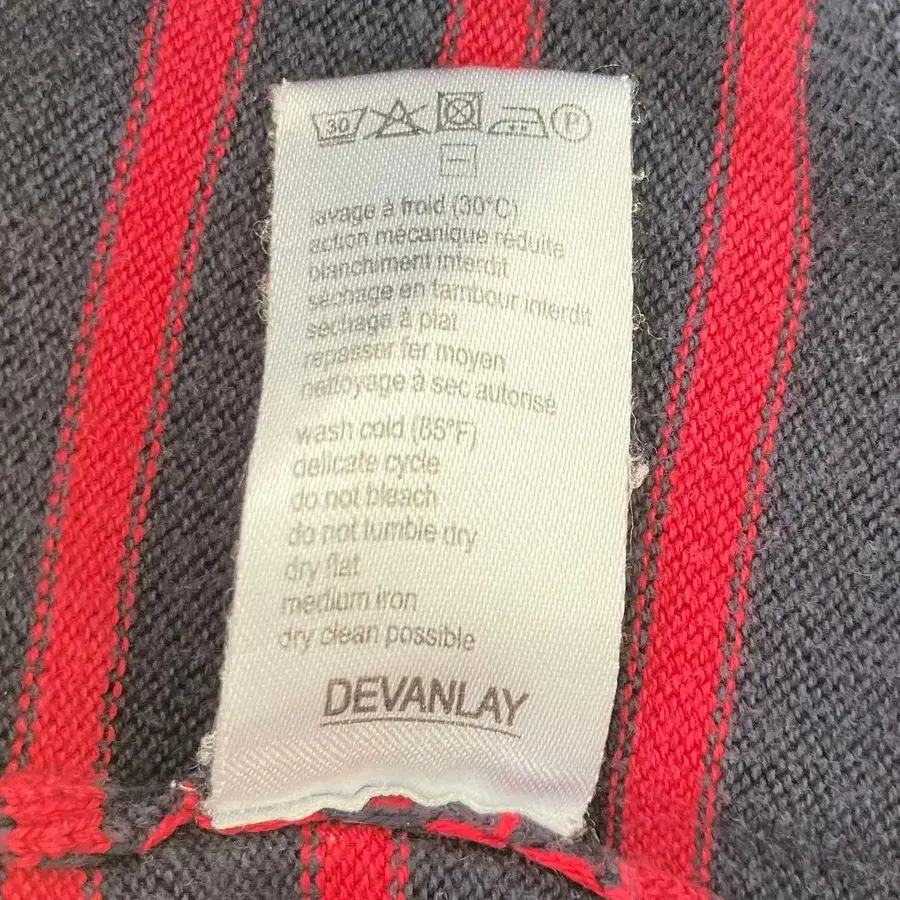 30 P
lavage à froid (30°C)
action mécanique réduite
blanchiment interdit
séchage en tambour interdit
séchage à plat
repasser fer moyen
nettoyage à sec autorisé
wash cold (85°F)
delicate cycle
do not bleach
do not tumble dry
dry flat
medium iron
dry clean possible
DEVANLAY